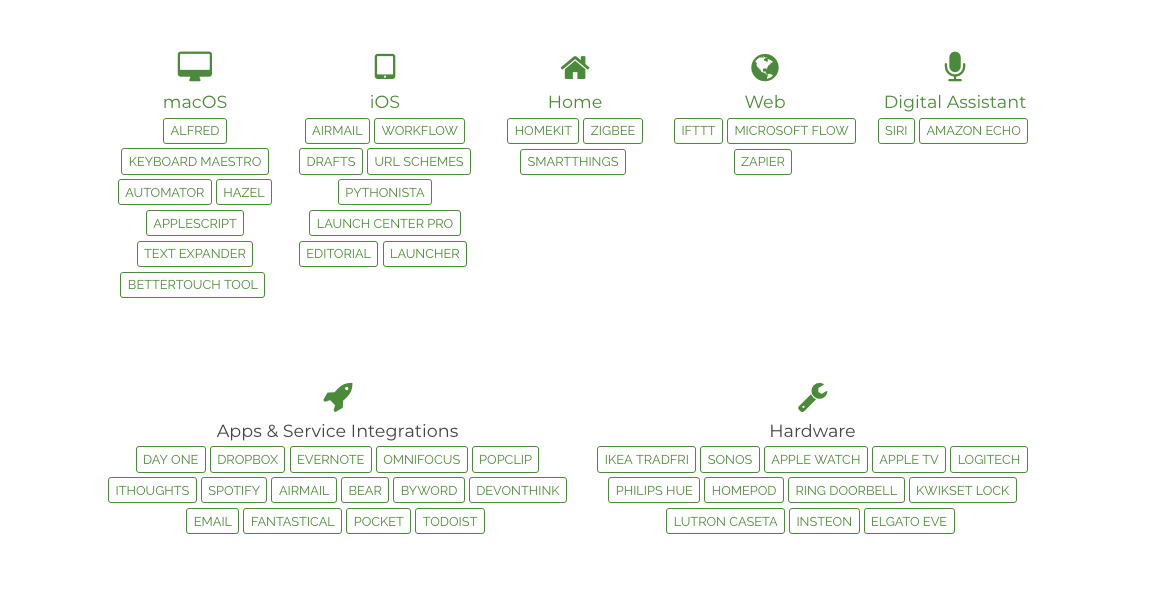 macOS
ALFRED
KEYBOARD MAESTRO
AUTOMATOR HAZEL
APPLESCRIPT
TEXT EXPANDER
BETTERTOUCH TOOL
iOS
AIRMAIL WORKFLOW
DRAFTS URL SCHEMES
PYTHONISTA
LAUNCH CENTER PRO
EDITORIAL LAUNCHER
Home
HOMEKIT ZIGBEE
SMARTTHINGS
Web
IFTTT MICROSOFT FLOW
ZAPIER
Digital Assistant
SIRI AMAZON ECHO
Apps & Service Integrations
DAY ONE DROPBOX EVERNOTE OMNIFOCUS POPCLIP
ITHOUGHTS SPOTIFY AIRMAIL BEAR BYWORD DEVONTHINK
EMAIL FANTASTICAL POCKET TODOIST
Hardware
IKEA TRADFRI SONOS APPLE WATCH APPLE TV LOGITECH
PHILIPS HUE HOMEPOD RING DOORBELL KWIKSET LOCK
LUTRON CASETA INSTEON ELGATO EVE